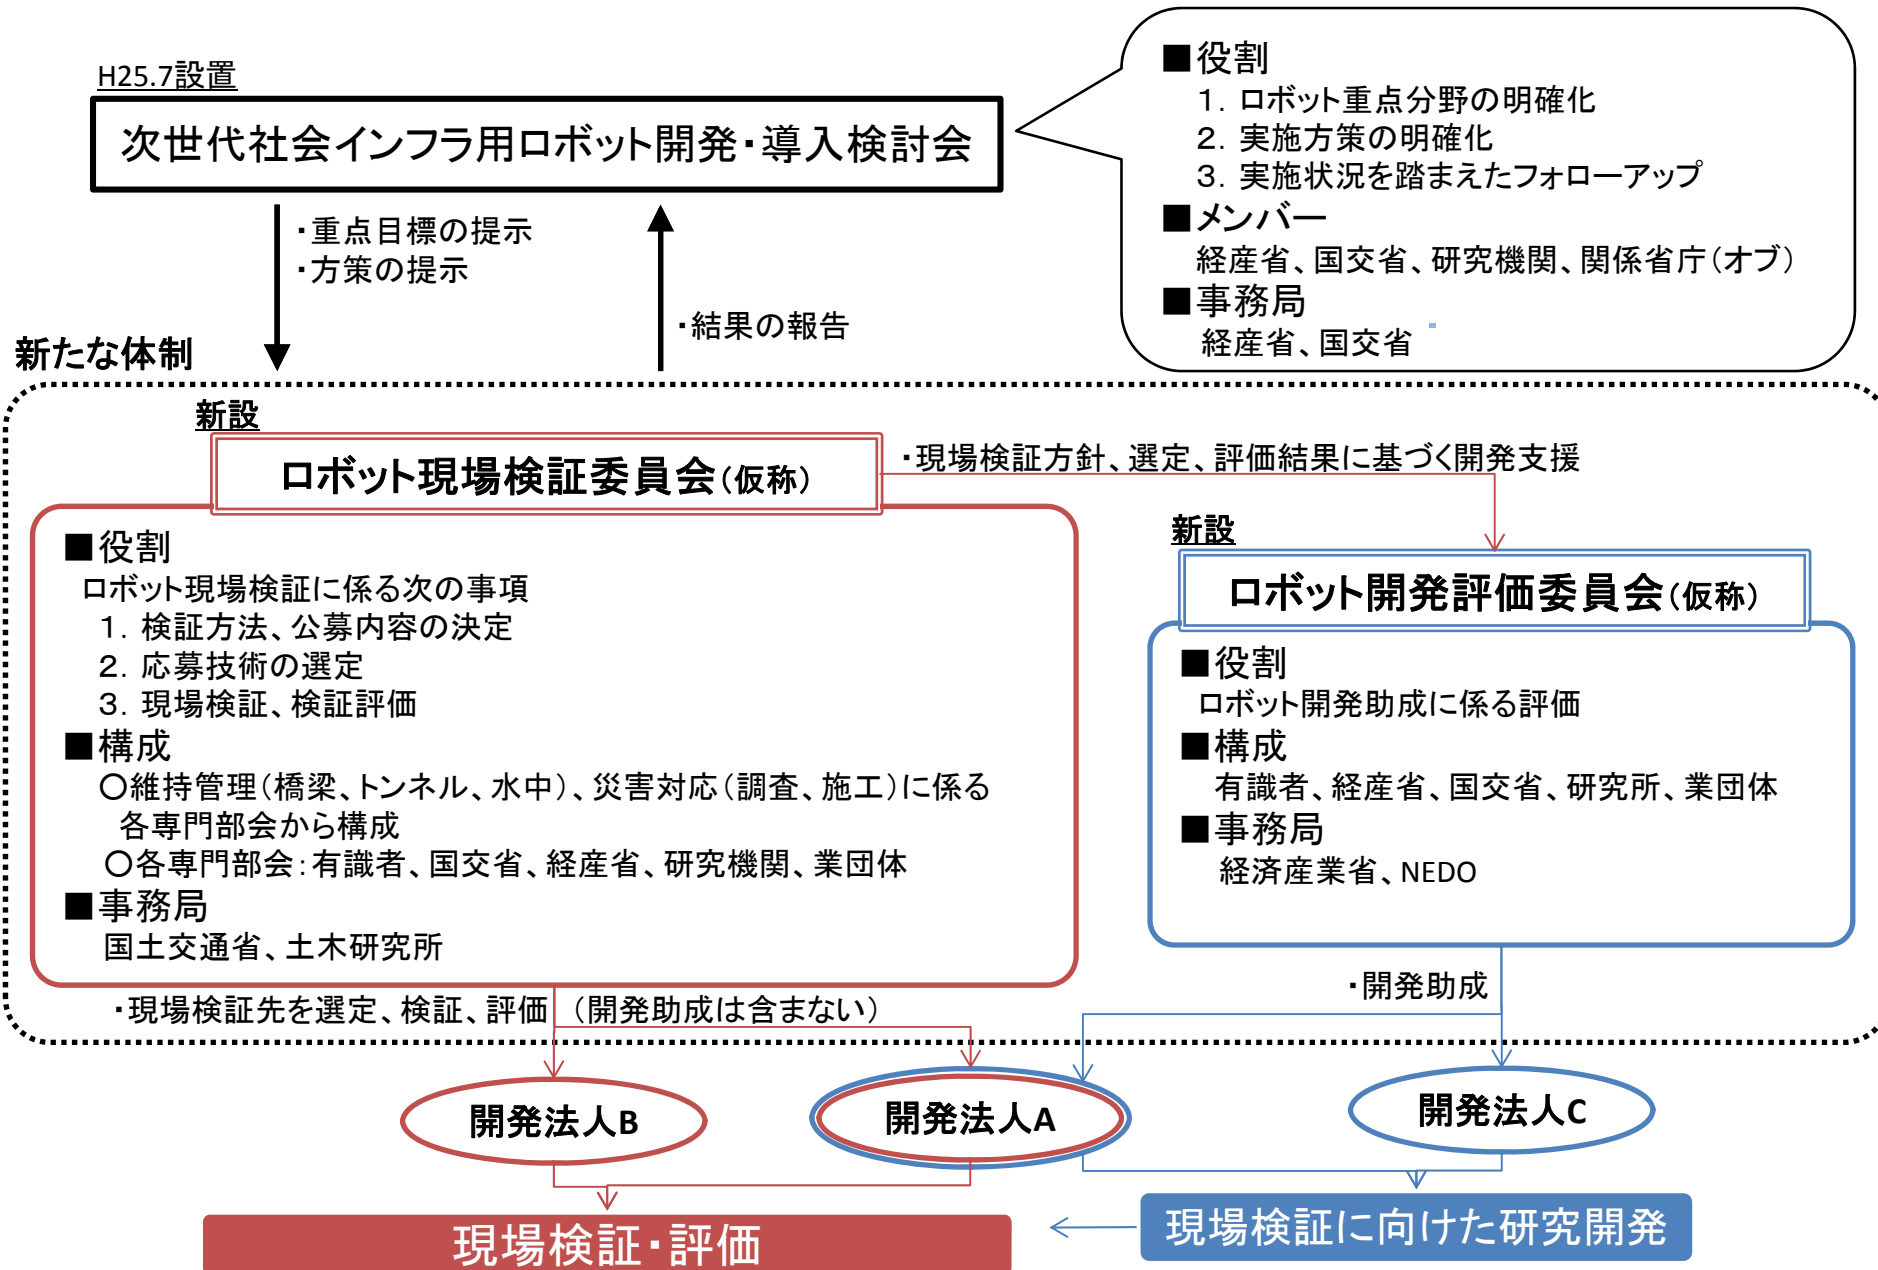 H25.7設置
次世代社会インフラ用ロボット開発・導入検討会
■役割
1．ロボット重点分野の明確化
2．実施方策の明確化
3．実施状況を踏まえたフォローアップ
■メンバー
経産省、国交省、研究機関、関係省庁（オブ）
■事務局
経産省、国交省
・重点目標の提示
・方策の提示
・結果の報告
新たな体制
新設
ロボット現場検証委員会（仮称）
・現場検証方針、選定、評価結果に基づく開発支援
■役割
ロボット現場検証に係る次の事項
1．検証方法、公募内容の決定
2．応募技術の選定
3．現場検証、検証評価
■構成
○維持管理（橋梁、トンネル、水中）、災害対応（調査、施工）に係る
各専門部会から構成
○各専門部会：有識者、国交省、経産省、研究機関、業団体
■事務局
国土交通省、土木研究所
新設
ロボット開発評価委員会（仮称）
■役割
ロボット開発助成に係る評価
■構成
有識者、経産省、国交省、研究所、業団体
■事務局
経済産業省、NEDO
・現場検証先を選定、検証、評価 （開発助成は含まない）
・開発助成
開発法人B
開発法人A
開発法人C
現場検証・評価
現場検証に向けた研究開発